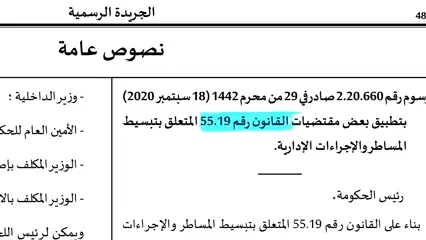 الجريدة الرسمية
48
نصوص عامة
رسوم رقم 2.20.660 صادر في 29 من محرم 1442 (18 سبتمبر 2020)
بتطبيق بعض مقتضيات القانون رقم 55.19 المتعلق بتبسيط
المساطر والإجراءات الإدارية.
رئيس الحكومة،
بناء على القانون رقم 55.19 المتعلق بتبسيط المساطر والإجراءات
- وزير الداخلية ؛
- الأمين العام للحك
- الوزير المكلف بإص
- الوزير المكلف بالا
ويمكن لرئيس اللج